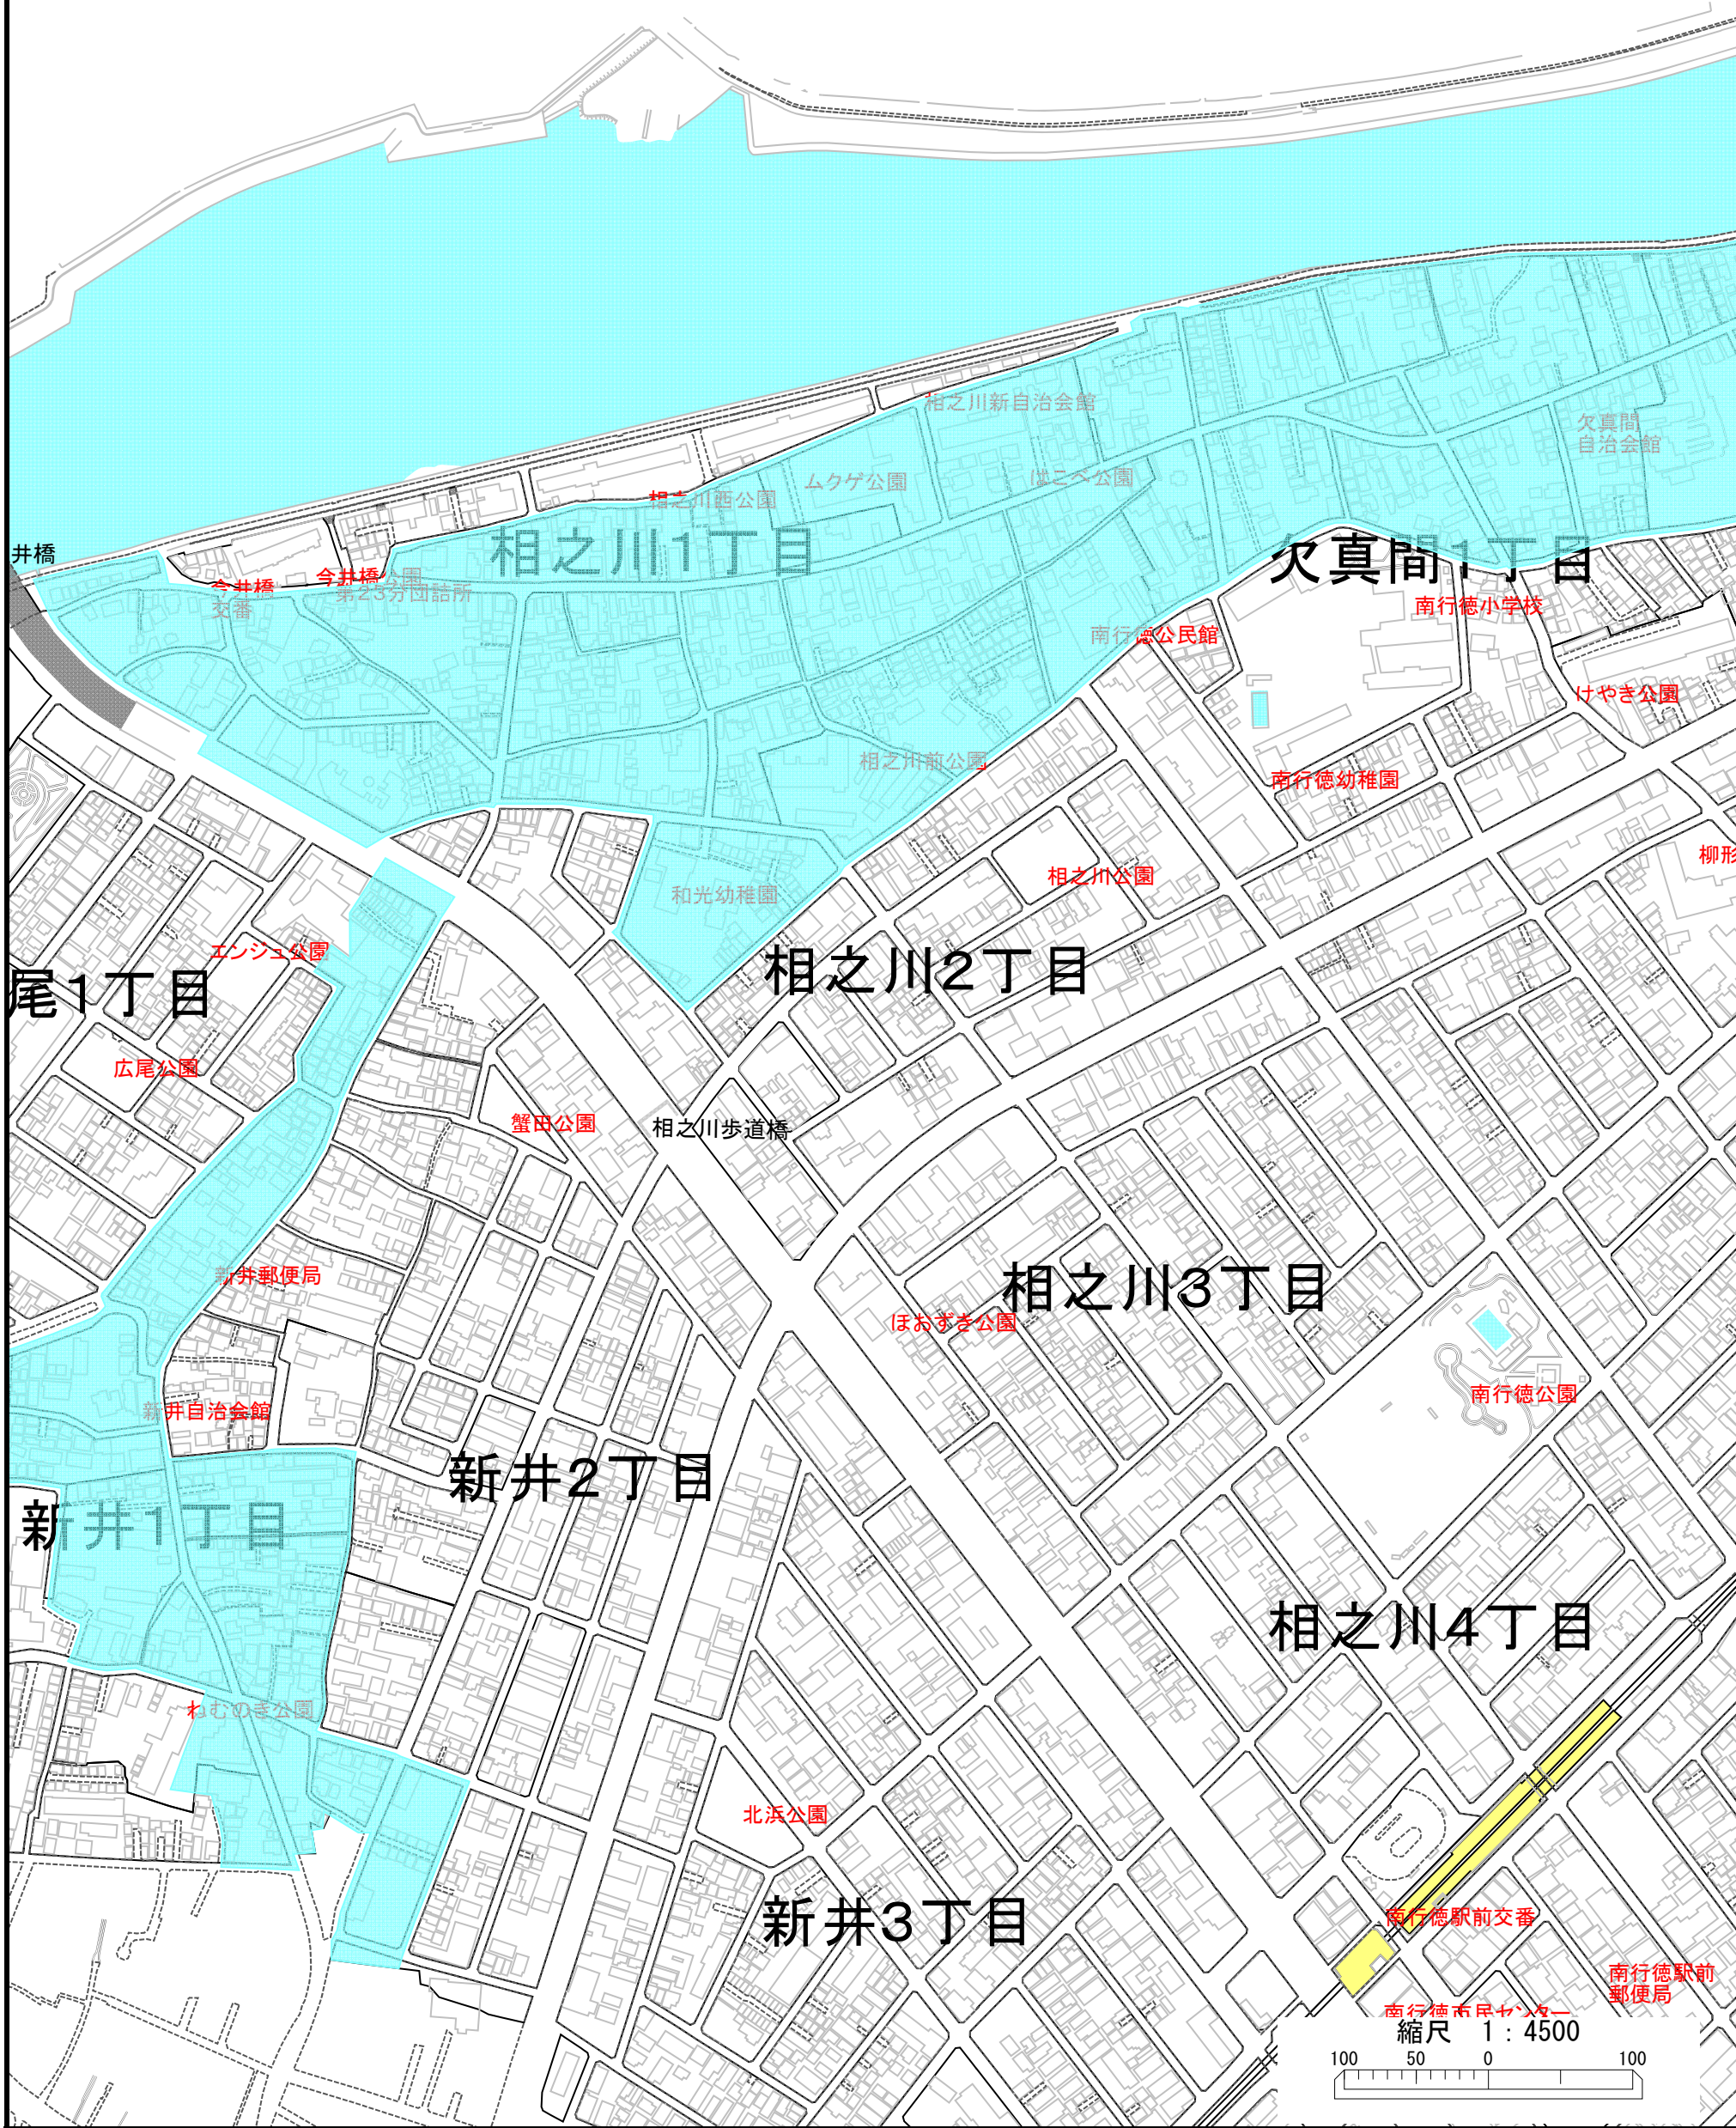 相之川新自治会館
欠真間
自治会館
ムクゲ公園
はこべ公園
相之川西公園
相之川1丁目
井橋
欠真間1丁目
今井橋
交番
今井橋公園
第23分団詰所
南行徳小学校
南行徳公民館
けやき公園
相之川前公園
南行徳幼稚園
柳形
相之川公園
和光幼稚園
エンジュ公園
相之川2丁目
尾1丁目
広尾公園
蟹田公園
相之川歩道橋
新井郵便局
相之川3丁目
ほおずき公園
南行徳公園
新井自治会館
新井2丁目
新井1丁目
相之川4丁目
ねむのき公園
北浜公園
新井3丁目
南行徳駅前交番
南行徳駅前
郵便局
南行徳市民センター
縮尺 1:4500
100 50 0 100